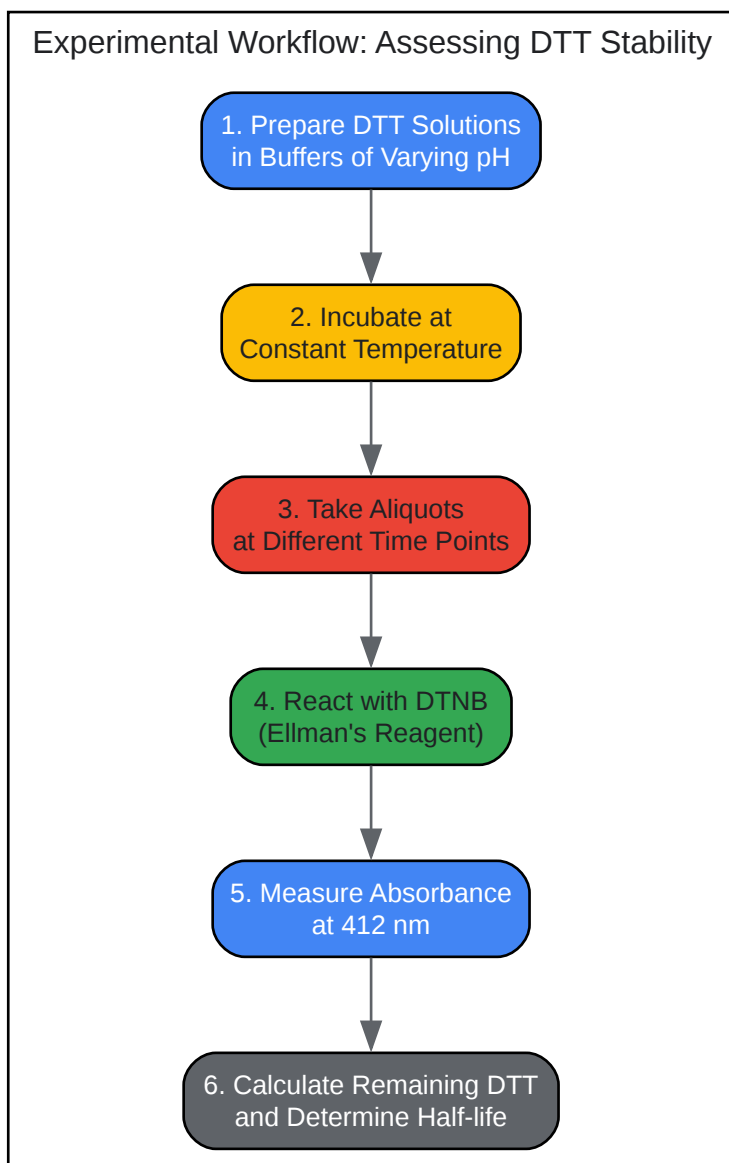 Experimental Workflow: Assessing DTT Stability
1. Prepare DTT Solutions
in Buffers of Varying pH
2. Incubate at
Constant Temperature
3. Take Aliquots
at Different Time Points
4. React with DTNB
(Ellman's Reagent)
5. Measure Absorbance
at 412 nm
6. Calculate Remaining DTT
and Determine Half-life